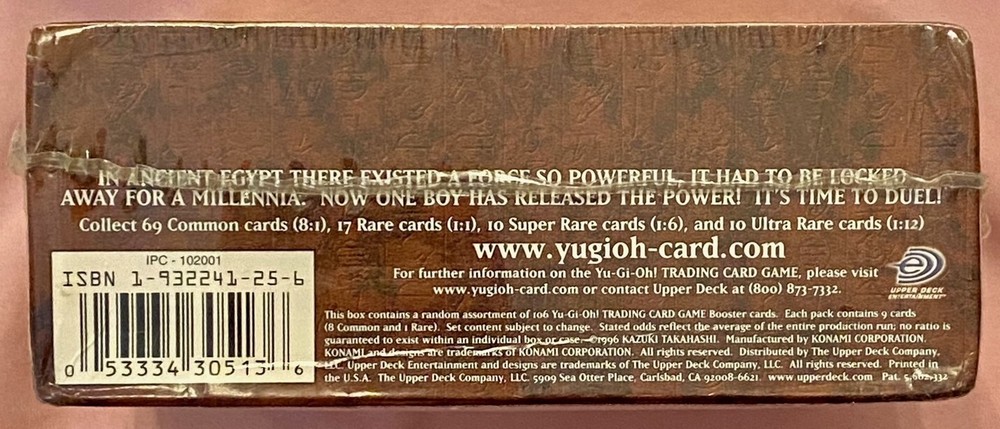 IN ANCIENT EGYPT THERE EXISTED A FORCE SO POWERFUL, IT HAD TO BE LOCKED
AWAY FOR A MILLENNIA. NOW ONE BOY HAS RELEASED THE POWER! IT'S TIME TO DUEL!
Collect 69 Common cards (8:1), 17 Rare cards (1:1), 10 Super Rare cards (1:6), and 10 Ultra Rare cards (1:12)
www.yugioh-card.com
For further information on the Yu-Gi-Oh! TRADING CARD GAME, please visit
www.yugioh-card.com or contact Upper Deck at (800) 873-7332.
UPPER DECK
ENTERTAINMENT™
IPC - 102001
ISBN 1-932241-25-6
0 53334 30515 6
This box contains a random assortment of 106 Yu-Gi-Oh! TRADING CARD GAME Booster cards. Each pack contains 9 cards
(8 Common and 1 Rare). Set content subject to change. Stated odds reflect the average of the entire production run; no ratio is
guaranteed to exist within an individual box or case. ©1996 KAZUKI TAKAHASHI. Manufactured by KONAMI CORPORATION.
KONAMI and designs are trademarks of KONAMI CORPORATION. All rights reserved. Distributed by The Upper Deck Company,
LLC. Upper Deck Entertainment and designs are trademarks of The Upper Deck Company, LLC. All rights reserved. Printed in
the U.S.A. The Upper Deck Company, LLC. 5909 Sea Otter Place, Carlsbad, CA 92008-6621. www.upperdeck.com Pat. 5,662,332